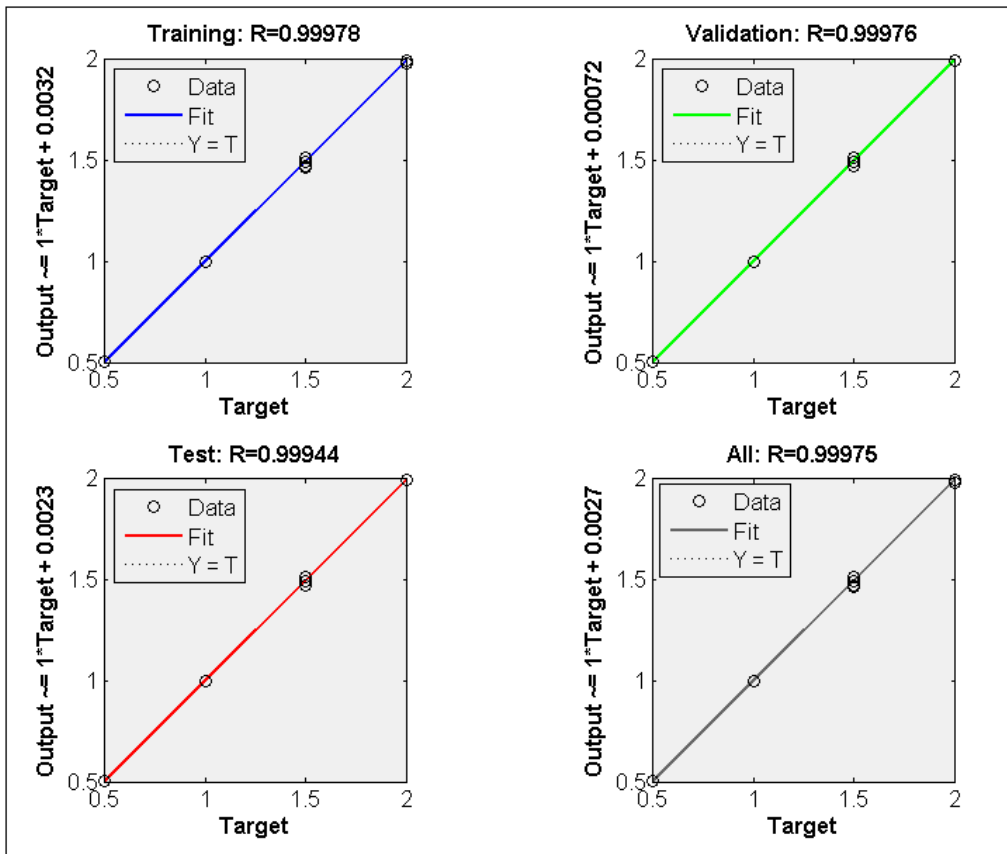 Training: R=0.99978
Output ~= 1*Target + 0.0032
2
1.5
1
0.5
Data
Fit
Y = T
0.5 1 1.5 2
Target
Validation: R=0.99976
Output ~= 1*Target + 0.00072
2
1.5
1
0.5
Data
Fit
Y = T
0.5 1 1.5 2
Target
Test: R=0.99944
Output ~= 1*Target + 0.0023
2
1.5
1
0.5
Data
Fit
Y = T
0.5 1 1.5 2
Target
All: R=0.99975
Output ~= 1*Target + 0.0027
2
1.5
1
0.5
Data
Fit
Y = T
0.5 1 1.5 2
Target